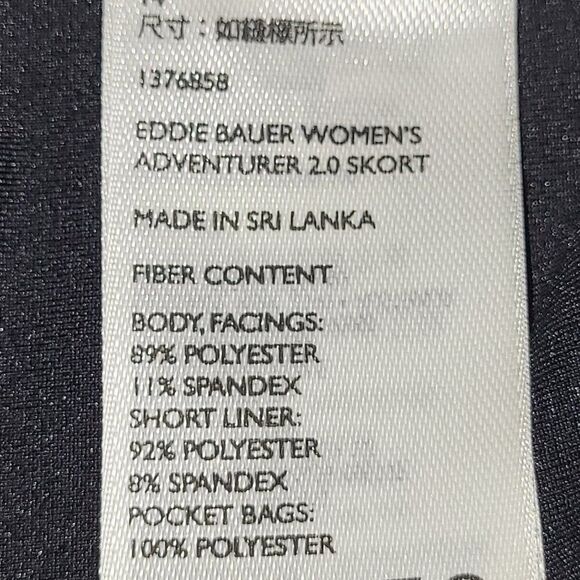 尺寸：如縫標所示
1376858
EDDIE BAUER WOMEN'S
ADVENTURER 2.0 SKORT
MADE IN SRI LANKA
FIBER CONTENT
BODY, FACINGS:
89% POLYESTER
11% SPANDEX
SHORT LINER:
92% POLYESTER
8% SPANDEX
POCKET BAGS:
100% POLYESTER